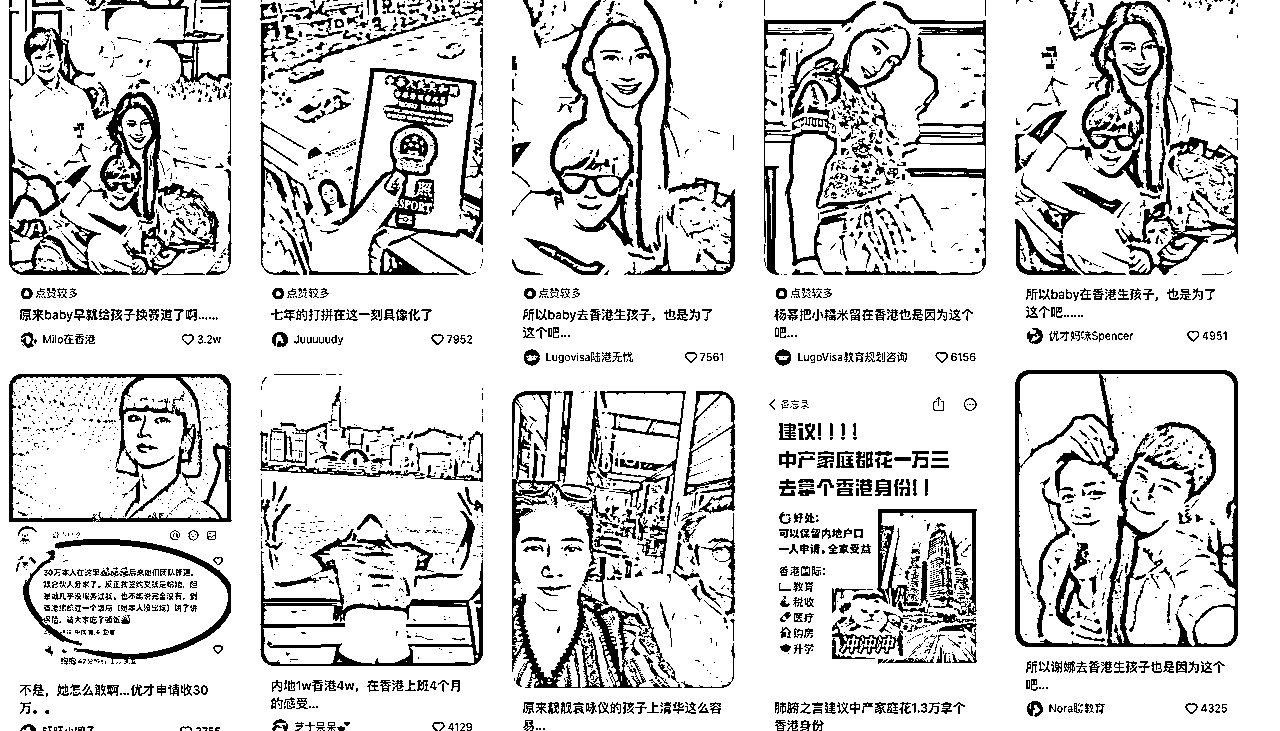 点赞较多
原来baby早就给孩子换赛道了啊......
Milo在香港
3.2w
点赞较多
七年的打拼在这一刻具像化了
Juuuuudy
7952
点赞较多
所以baby去香港生孩子，也是为了
这个吧...
Lugovisa陆港无忧
7561
点赞较多
杨幂把小糯米留在香港也是因为这个
吧...
LugoVisa教育规划咨询
6156
所以baby在香港生孩子，也是为了
这个吧......
优才妈咪Spencer
4951
不是，她怎么敢啊...优才申请收30
万。。
内地1w香港4w，在香港上班4个月
的感受...
芝士呆呆
4129
原来靓靓袁咏仪的孩子上清华这么容
易...
备忘录
建议！！！！
中产家庭都花一万三
去拿个香港身份！！
好处：
可以保留内地户口
一人申请，全家受益
香港国际：
教育
税收
医疗
购房
升学
冲冲冲
肺腑之言建议中产家庭花1.3万拿个
香港身份
所以谢娜去香港生孩子也是因为这个
吧...
Nora聊教育
4325